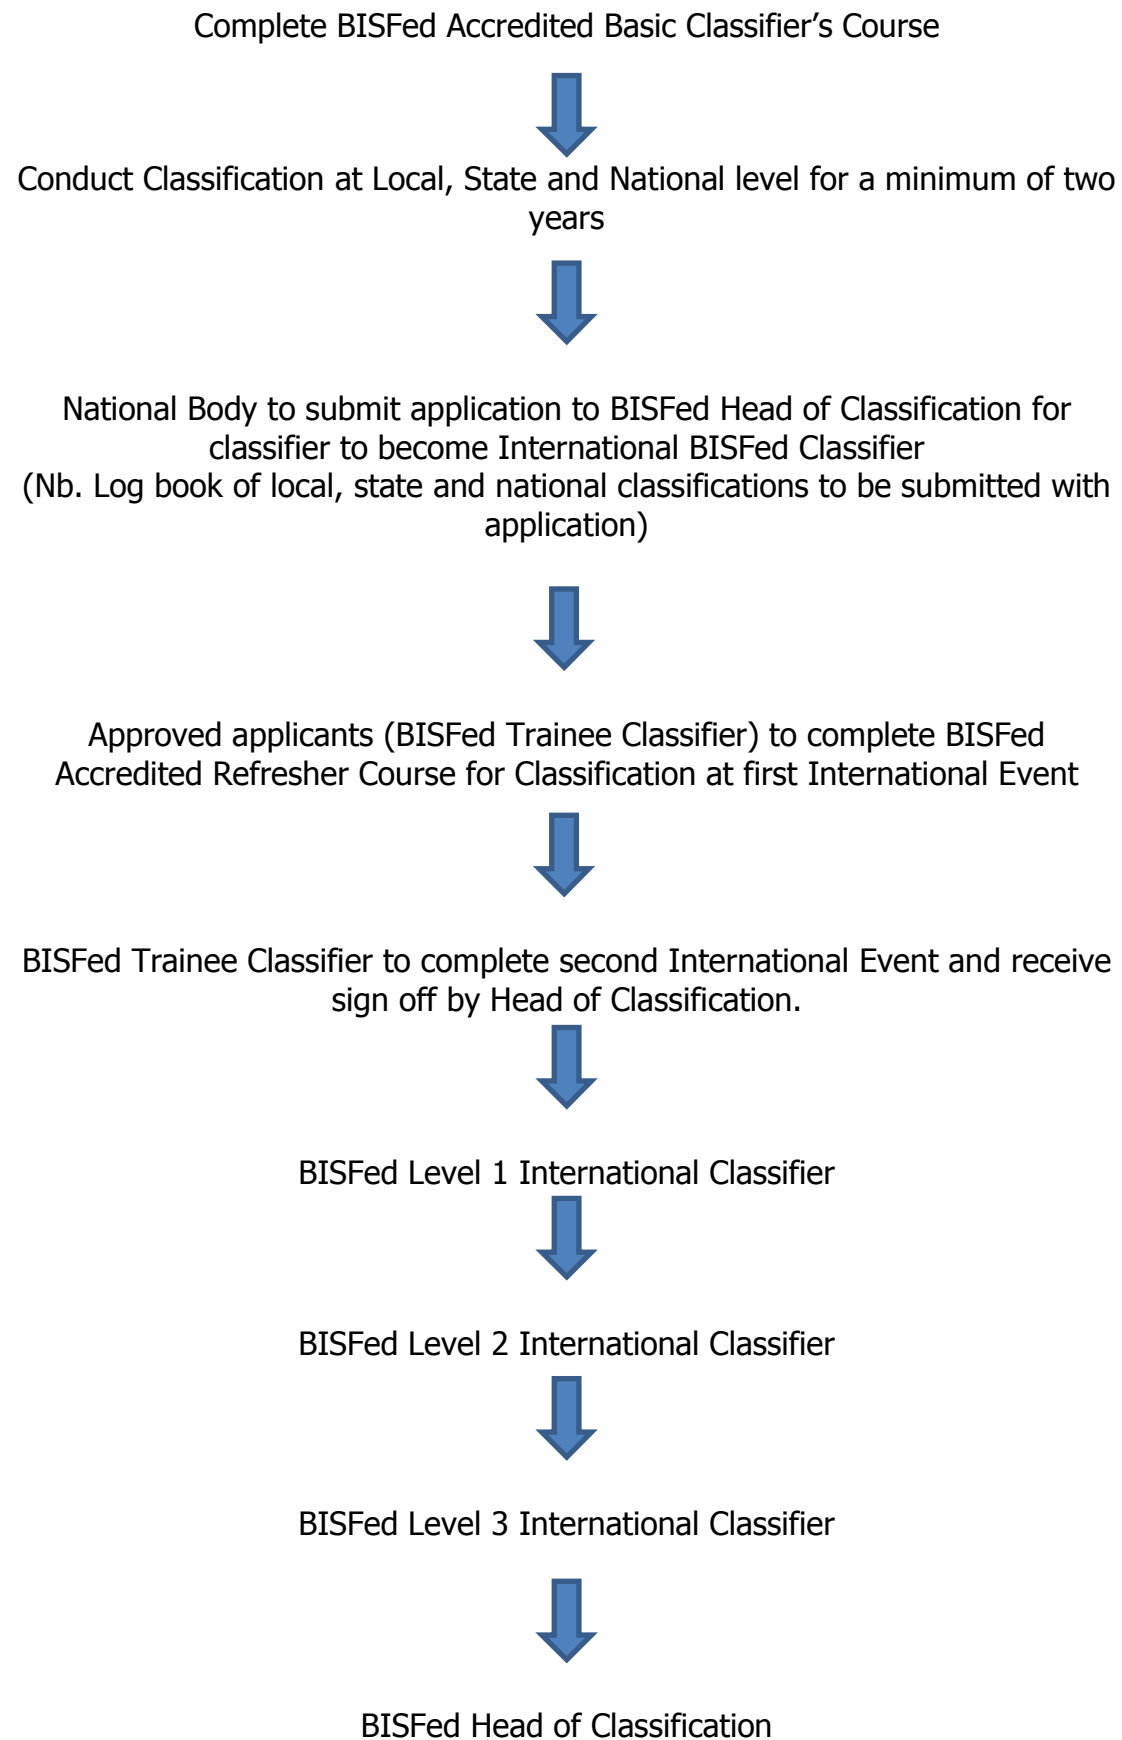 Complete BISFed Accredited Basic Classifier’s Course
Conduct Classification at Local, State and National level for a minimum of two
years
National Body to submit application to BISFed Head of Classification for
classifier to become International BISFed Classifier
(Nb. Log book of local, state and national classifications to be submitted with
application)
Approved applicants (BISFed Trainee Classifier) to complete BISFed
Accredited Refresher Course for Classification at first International Event
BISFed Trainee Classifier to complete second International Event and receive
sign off by Head of Classification.
BISFed Level 1 International Classifier
BISFed Level 2 International Classifier
BISFed Level 3 International Classifier
BISFed Head of Classification